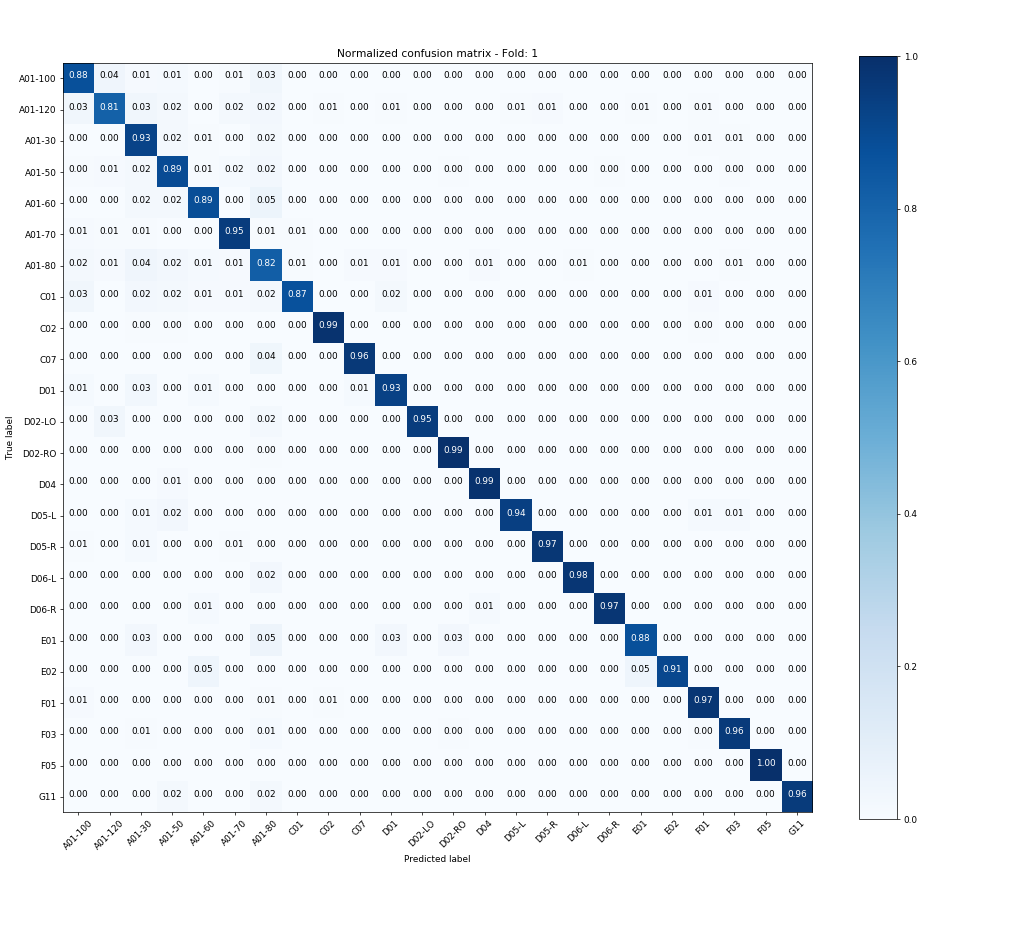 Normalized confusion matrix - Fold: 1
A01-100 0.88 0.04 0.01 0.01 0.00 0.01 0.03 0.00 0.00 0.00 0.00 0.00 0.00 0.00 0.00 0.00 0.00 0.00 0.00 0.00 0.00 0.00 0.00 0.00
A01-120 0.03 0.81 0.03 0.02 0.00 0.02 0.02 0.00 0.01 0.00 0.01 0.00 0.00 0.00 0.01 0.01 0.00 0.00 0.01 0.00 0.01 0.00 0.00 0.00
A01-30 0.00 0.00 0.93 0.02 0.01 0.00 0.02 0.00 0.00 0.00 0.00 0.00 0.00 0.00 0.00 0.00 0.00 0.00 0.00 0.00 0.01 0.01 0.00 0.00
A01-50 0.00 0.01 0.02 0.89 0.01 0.02 0.02 0.00 0.00 0.00 0.00 0.00 0.00 0.00 0.00 0.00 0.00 0.00 0.00 0.00 0.00 0.00 0.00 0.00
A01-60 0.00 0.00 0.02 0.02 0.89 0.00 0.05 0.00 0.00 0.00 0.00 0.00 0.00 0.00 0.00 0.00 0.00 0.00 0.00 0.00 0.00 0.00 0.00 0.00
A01-70 0.01 0.01 0.01 0.00 0.00 0.95 0.01 0.01 0.00 0.00 0.00 0.00 0.00 0.00 0.00 0.00 0.00 0.00 0.00 0.00 0.00 0.00 0.00 0.00
A01-80 0.02 0.01 0.04 0.02 0.01 0.01 0.82 0.01 0.00 0.01 0.01 0.00 0.00 0.01 0.00 0.00 0.01 0.00 0.00 0.00 0.00 0.01 0.00 0.00
C01 0.03 0.00 0.02 0.02 0.01 0.01 0.02 0.87 0.00 0.00 0.02 0.00 0.00 0.00 0.00 0.00 0.00 0.00 0.00 0.00 0.01 0.00 0.00 0.00
C02 0.00 0.00 0.00 0.00 0.00 0.00 0.00 0.00 0.99 0.00 0.00 0.00 0.00 0.00 0.00 0.00 0.00 0.00 0.00 0.00 0.00 0.00 0.00 0.00
C07 0.00 0.00 0.00 0.00 0.00 0.00 0.04 0.00 0.00 0.96 0.00 0.00 0.00 0.00 0.00 0.00 0.00 0.00 0.00 0.00 0.00 0.00 0.00 0.00
D01 0.01 0.00 0.03 0.00 0.01 0.00 0.00 0.00 0.00 0.01 0.93 0.00 0.00 0.00 0.00 0.00 0.00 0.00 0.00 0.00 0.00 0.00 0.00 0.00
D02-LO 0.00 0.03 0.00 0.00 0.00 0.00 0.02 0.00 0.00 0.00 0.00 0.95 0.00 0.00 0.00 0.00 0.00 0.00 0.00 0.00 0.00 0.00 0.00 0.00
D02-RO 0.00 0.00 0.00 0.00 0.00 0.00 0.00 0.00 0.00 0.00 0.00 0.00 0.99 0.00 0.00 0.00 0.00 0.00 0.00 0.00 0.00 0.00 0.00 0.00
D04 0.00 0.00 0.00 0.01 0.00 0.00 0.00 0.00 0.00 0.00 0.00 0.00 0.00 0.99 0.00 0.00 0.00 0.00 0.00 0.00 0.00 0.00 0.00 0.00
D05-L 0.00 0.00 0.01 0.02 0.00 0.00 0.00 0.00 0.00 0.00 0.00 0.00 0.00 0.00 0.94 0.00 0.00 0.00 0.00 0.00 0.01 0.01 0.00 0.00
D05-R 0.01 0.00 0.01 0.00 0.00 0.01 0.00 0.00 0.00 0.00 0.00 0.00 0.00 0.00 0.00 0.97 0.00 0.00 0.00 0.00 0.00 0.00 0.00 0.00
D06-L 0.00 0.00 0.00 0.00 0.00 0.00 0.02 0.00 0.00 0.00 0.00 0.00 0.00 0.00 0.00 0.00 0.98 0.00 0.00 0.00 0.00 0.00 0.00 0.00
D06-R 0.00 0.00 0.00 0.00 0.01 0.00 0.00 0.00 0.00 0.00 0.00 0.00 0.00 0.01 0.00 0.00 0.00 0.97 0.00 0.00 0.00 0.00 0.00 0.00
E01 0.00 0.00 0.03 0.00 0.00 0.00 0.05 0.00 0.00 0.00 0.03 0.00 0.03 0.00 0.00 0.00 0.00 0.00 0.88 0.00 0.00 0.00 0.00 0.00
E02 0.00 0.00 0.00 0.00 0.05 0.00 0.00 0.00 0.00 0.00 0.00 0.00 0.00 0.00 0.00 0.00 0.00 0.00 0.05 0.91 0.00 0.00 0.00 0.00
F01 0.01 0.00 0.00 0.00 0.00 0.00 0.01 0.00 0.01 0.00 0.00 0.00 0.00 0.00 0.00 0.00 0.00 0.00 0.00 0.00 0.97 0.00 0.00 0.00
F03 0.00 0.00 0.01 0.00 0.00 0.00 0.01 0.00 0.00 0.00 0.00 0.00 0.00 0.00 0.00 0.00 0.00 0.00 0.00 0.00 0.00 0.96 0.00 0.00
F05 0.00 0.00 0.00 0.00 0.00 0.00 0.00 0.00 0.00 0.00 0.00 0.00 0.00 0.00 0.00 0.00 0.00 0.00 0.00 0.00 0.00 0.00 1.00 0.00
G11 0.00 0.00 0.00 0.02 0.00 0.00 0.02 0.00 0.00 0.00 0.00 0.00 0.00 0.00 0.00 0.00 0.00 0.00 0.00 0.00 0.00 0.00 0.00 0.96
A01-100 A01-120 A01-30 A01-50 A01-60 A01-70 A01-80 C01 C02 C07 D01 D02-LO D02-RO D04 D05-L D05-R D06-L D06-R E01 E02 F01 F03 F05 G11
Predicted label
True label
1.0
0.8
0.6
0.4
0.2
0.0